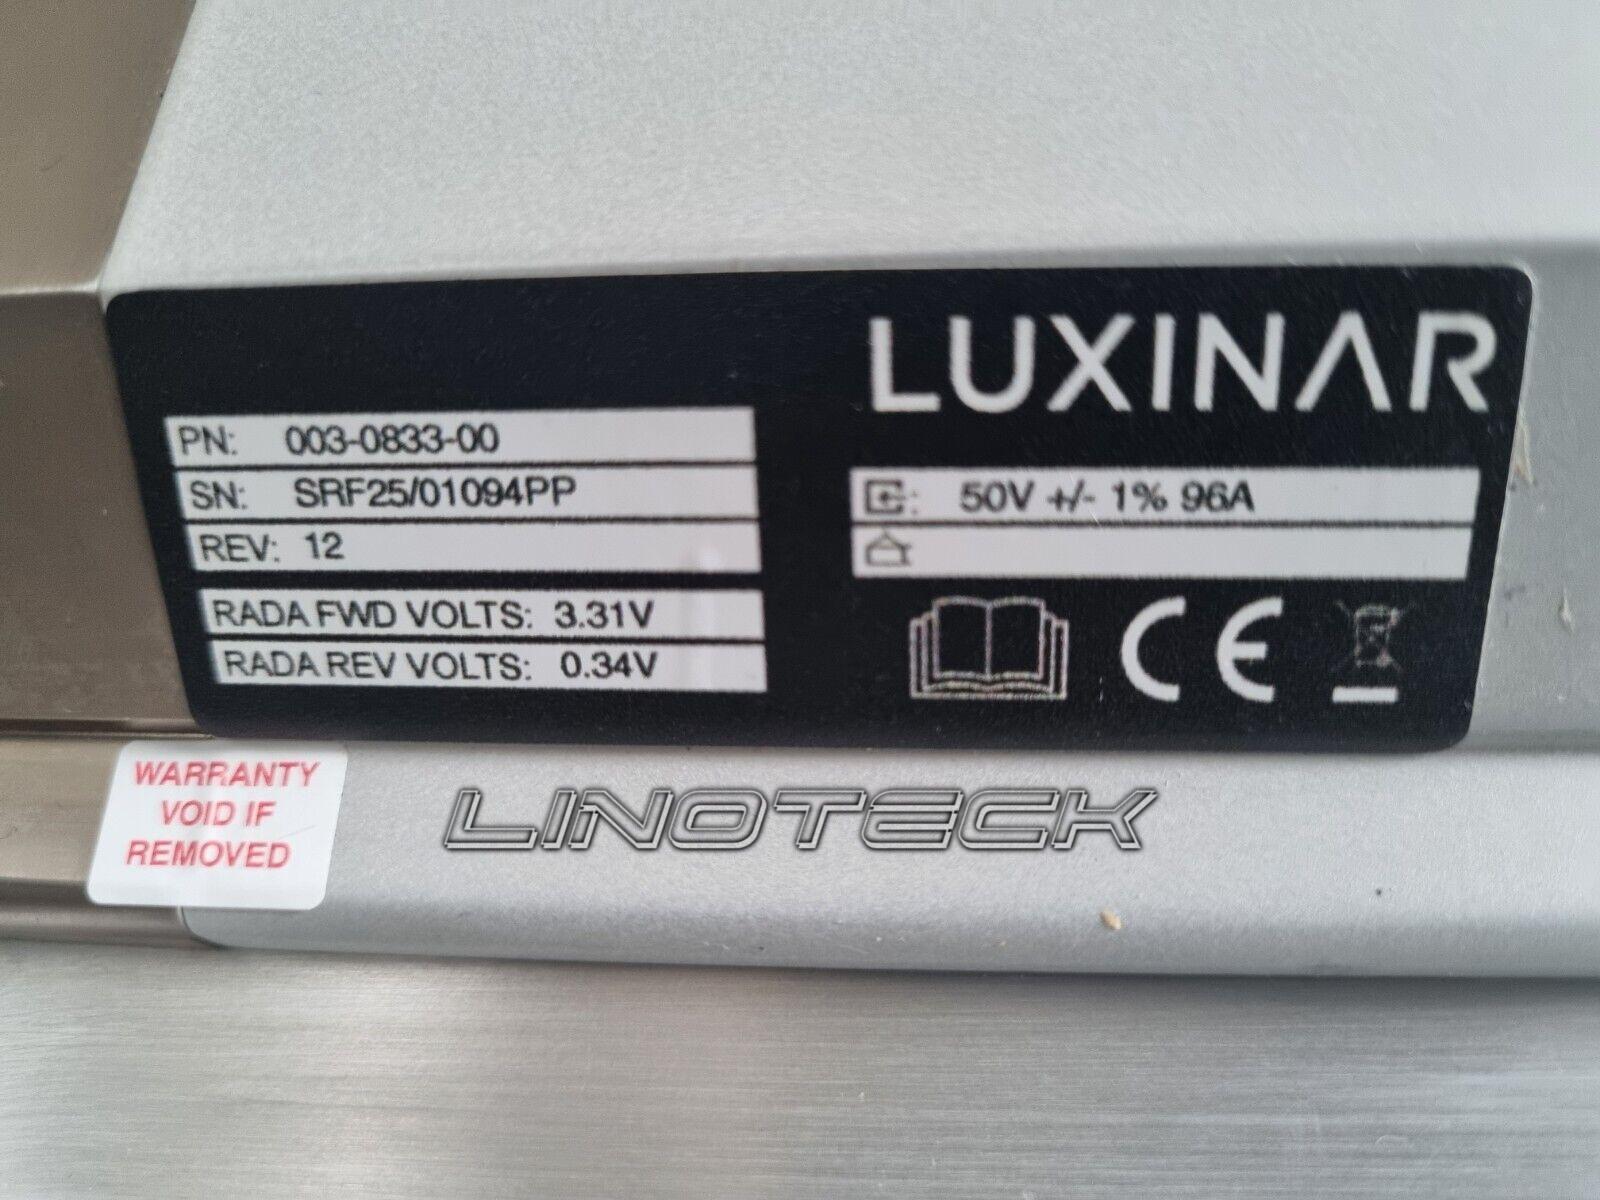 LUXINAR
PN: 003-0833-00
SN: SRF25/01094PP
REV: 12
RADA FWD VOLTS: 3.31V
RADA REV VOLTS: 0.34V
: 50V +/- 1% 96A
CE
WARRANTY
VOID IF
REMOVED
LINOTECK